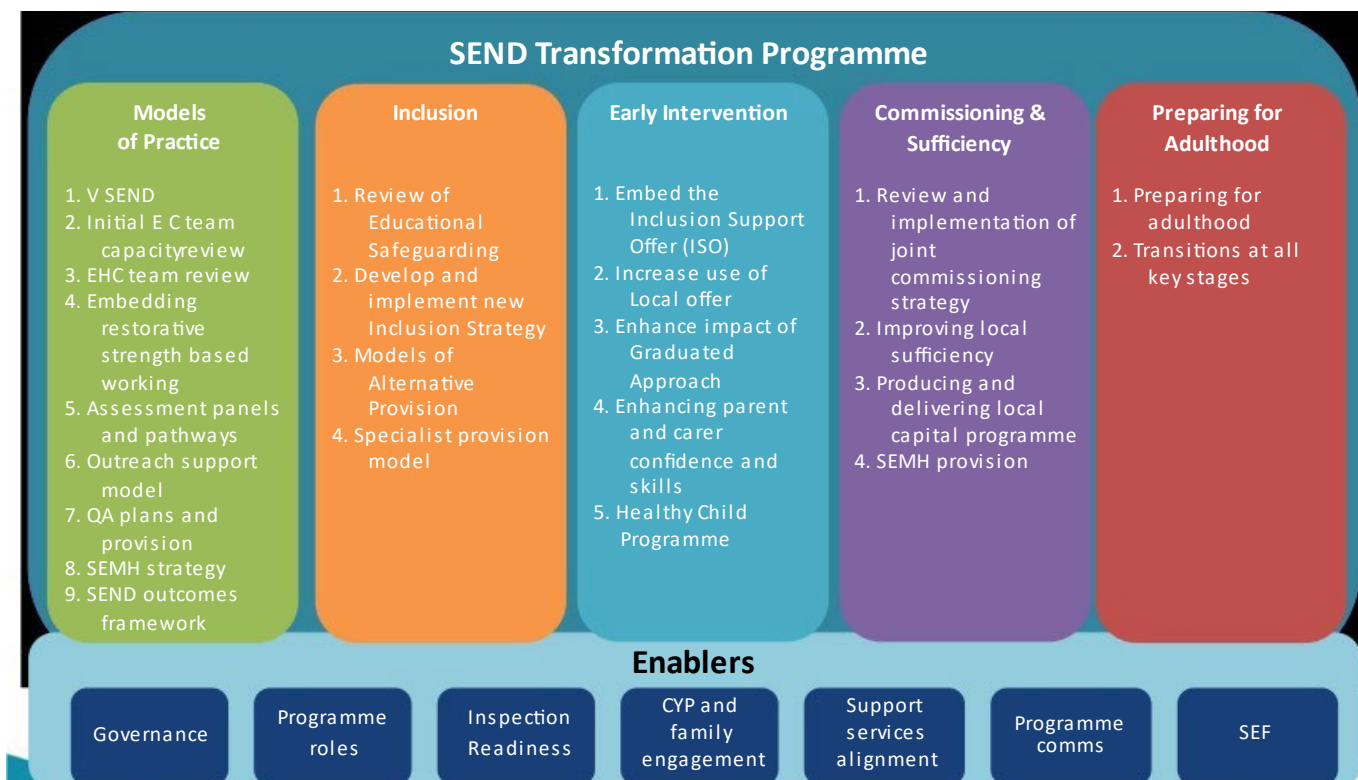 SEND Transformation Programme
Models
of Practice
1. V SEND
2. Initial E C team
capacityreview
3. EHC team review
4. Embedding
restorative
strength based
working
5. Assessment panels
and pathways
6. Outreach support
model
7. QA plans and
provision
8. SEMH strategy
9. SEND outcomes
framework
Inclusion
1. Review of
Educational
Safeguarding
2. Develop and
implement new
Inclusion Strategy
3. Models of
Alternative
Provision
4. Specialist provision
model
Early Intervention
1. Embed the
Inclusion Support
Offer (ISO)
2. Increase use of
Local offer
3. Enhance impact of
Graduated
Approach
4. Enhancing parent
and carer
confidence and
skills
5. Healthy Child
Programme
Commissioning &
Sufficiency
1. Review and
implementation of
joint
commissioning
strategy
2. Improving local
sufficiency
3. Producing and
delivering local
capital programme
4. SEMH provision
Preparing for
Adulthood
1. Preparing for
adulthood
2. Transitions at all
key stages
Enablers
Governance
Programme
roles
Inspection
Readiness
CYP and
family
engagement
Support
services
alignment
Programme
comms
SEF